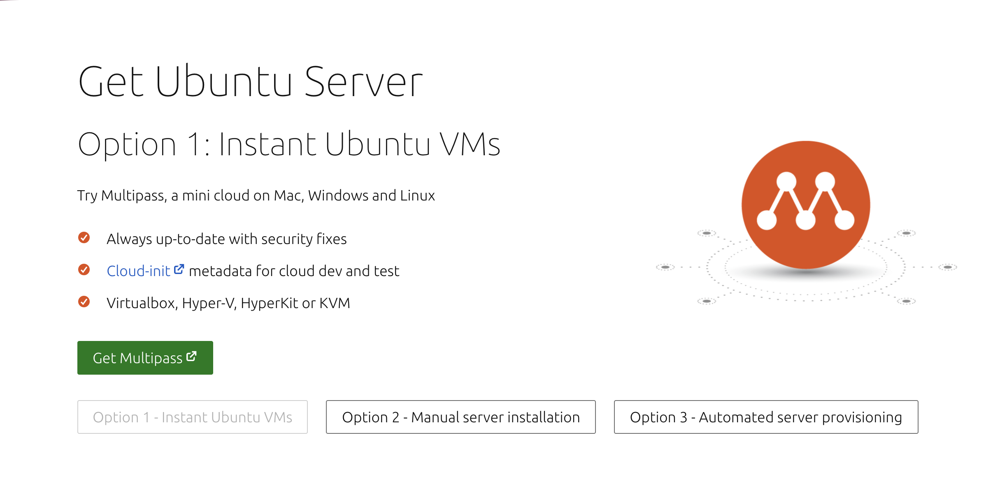 Get Ubuntu Server
Option 1: Instant Ubuntu VMs
Try Multipass, a mini cloud on Mac, Windows and Linux
Always up-to-date with security fixes
Cloud-init metadata for cloud dev and test
Virtualbox, Hyper-V, HyperKit or KVM
Get Multipass
Option 1 - Instant Ubuntu VMs
Option 2 - Manual server installation
Option 3 - Automated server provisioning